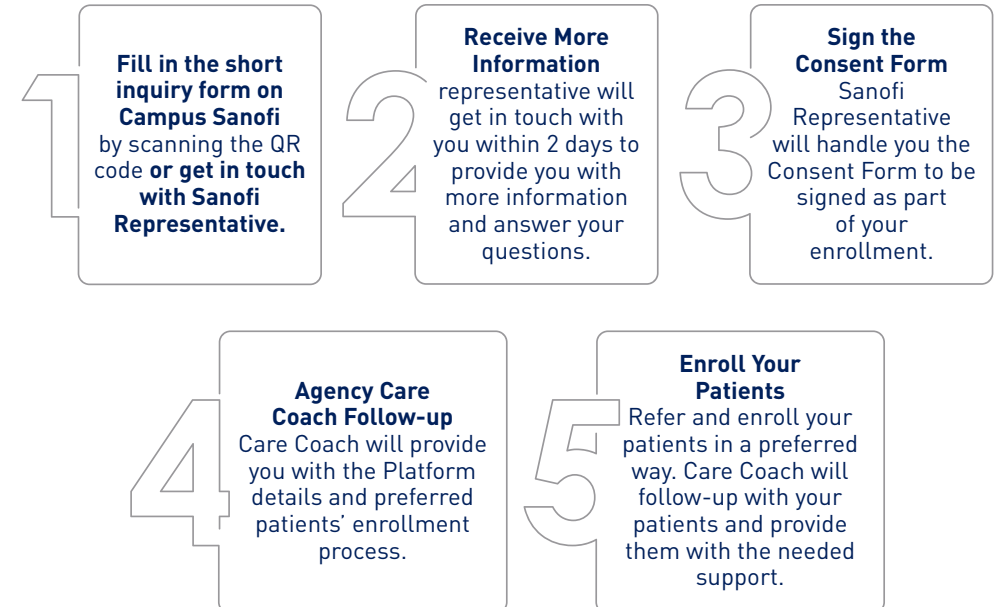 1
Fill in the short
inquiry form on
Campus Sanofi
by scanning the QR
code or get in touch
with Sanofi
Representative.
2
Receive More
Information
representative will
get in touch with
you within 2 days to
provide you with
more information
and answer your
questions.
3
Sign the
Consent Form
Sanofi
Representative
will handle you the
Consent Form to be
signed as part
of your
enrollment.
4
Agency Care
Coach Follow-up
Care Coach will provide
you with the Platform
details and preferred
patients’ enrollment
process.
5
Enroll Your
Patients
Refer and enroll your
patients in a preferred
way. Care Coach will
follow-up with your
patients and provide
them with the needed
support.